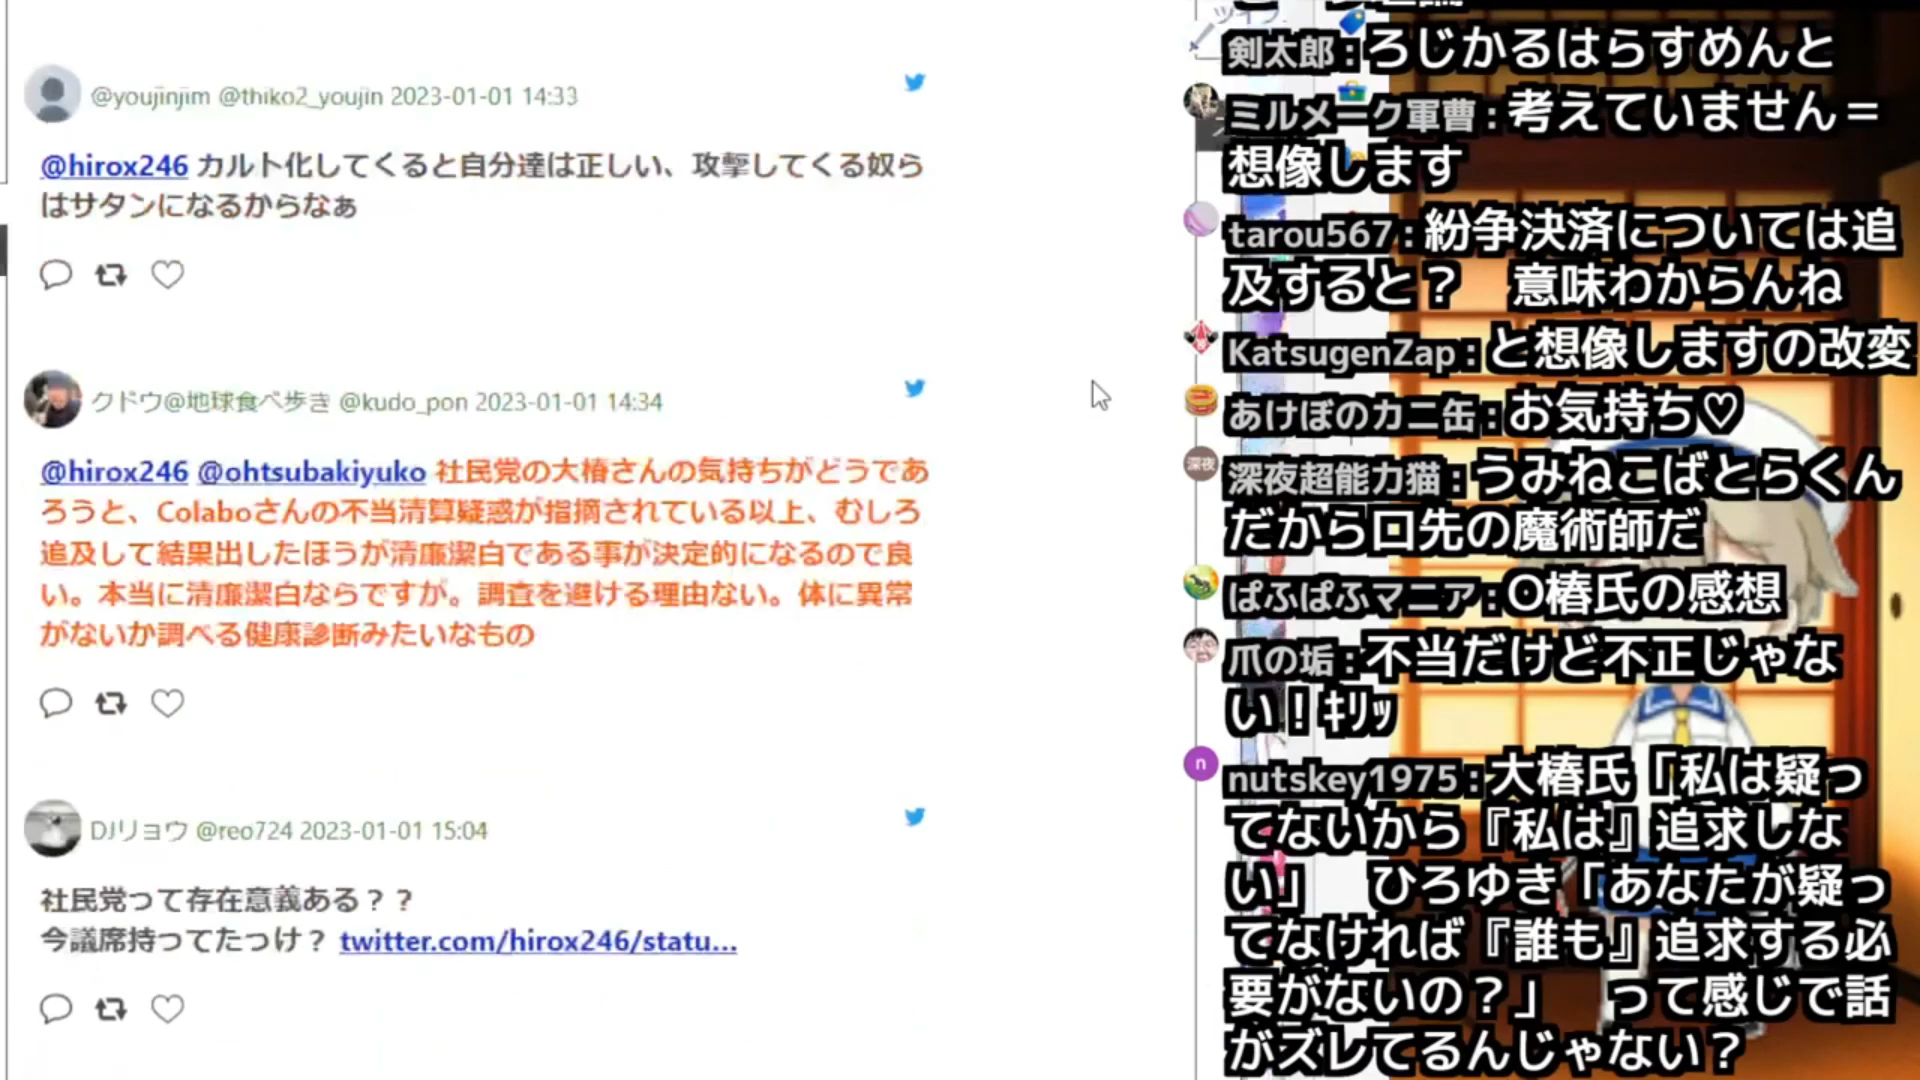 @youjinjim @thiko2_youjin 2023-01-01 14:33
@hirox246 カルト化してくると自分達は正しい、攻撃してくる奴ら
はサタンになるからなぁ
クドウ@地球食べ歩き @kudo_pon 2023-01-01 14:34
@hirox246 @ohtsubakiyuko 社民党の大椿さんの気持ちがどうであ
ろうと、Colaboさんの不当清算疑惑が指摘されている以上、むしろ
追及して結果出したほうが清廉潔白である事が決定的になるので良
い。本当に清廉潔白ならですが。調査を避ける理由ない。体に異常
がないか調べる健康診断みたいなもの
DJリョウ @reo724 2023-01-01 15:04
社民党って存在意義ある？？
今議席持ってたっけ？ twitter.com/hirox246/statu...
剣太郎 : ろじかるはらすめんと
ミルメーク軍曹 : 考えていません＝
想像します
tarou567 : 紛争決済については追
及すると？　意味わからんね
KatsugenZap : と想像しますの改変
あけぼのカニ缶 : お気持ち♡
深夜
深夜超能力猫 : うみねこばとらくん
だから口先の魔術師だ
ぱふぱふマニア : O椿氏の感想
爪の垢 : 不当だけど不正じゃな
い！ｷﾘｯ
n
nutskey1975 : 大椿氏「私は疑っ
てないから『私は』追求しな
い」　ひろゆき「あなたが疑っ
てなければ『誰も』追求する必
要がないの？」　って感じで話
がズレてるんじゃない？